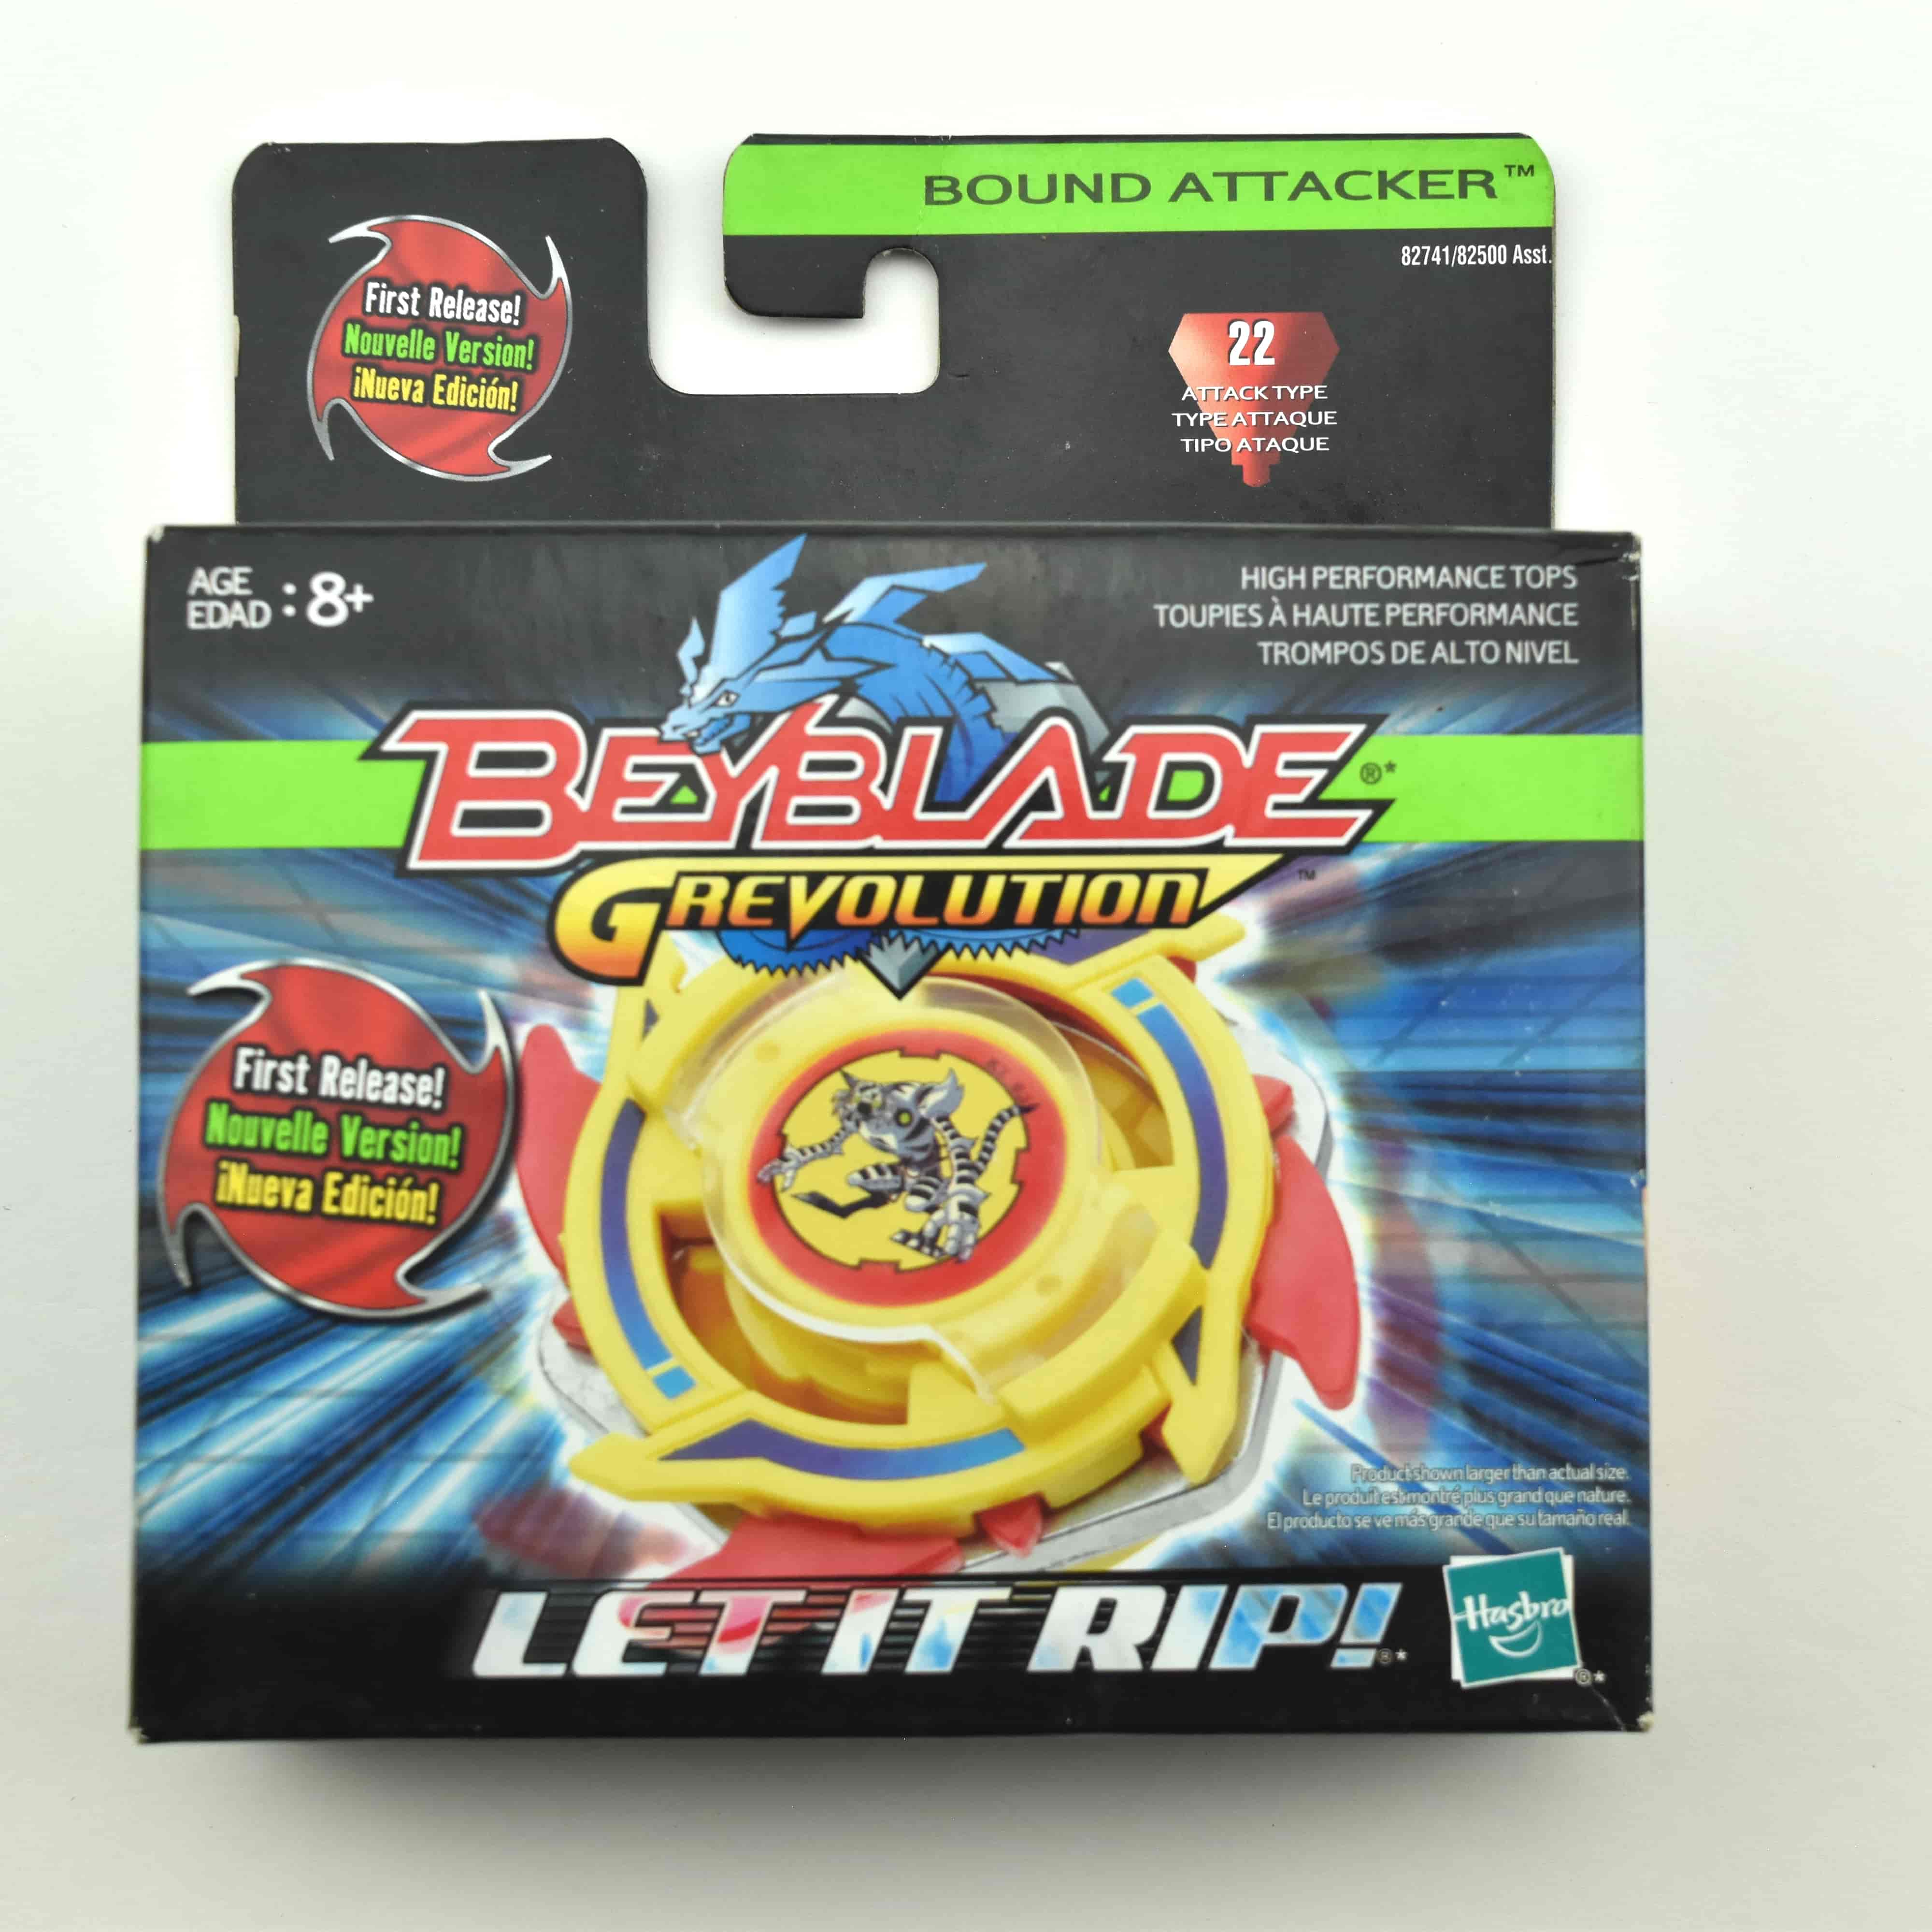 BOUND ATTACKER™
82741/82500 Asst.
First Release!
Nouvelle Version!
¡Nueva Edición!
22
ATTACK TYPE
TYPE ATTAQUE
TIPO ATAQUE
AGE
EDAD : 8+
HIGH PERFORMANCE TOPS
TOUPIES À HAUTE PERFORMANCE
TROMPOS DE ALTO NIVEL
BEYBLADE®*
G REVOLUTION™
First Release!
Nouvelle Version!
¡Nueva Edición!
Product shown larger than actual size.
Le produit est montré plus grand que nature.
El producto se ve más grande que su tamaño real.
LET IT RIP!®*
Hasbro®*